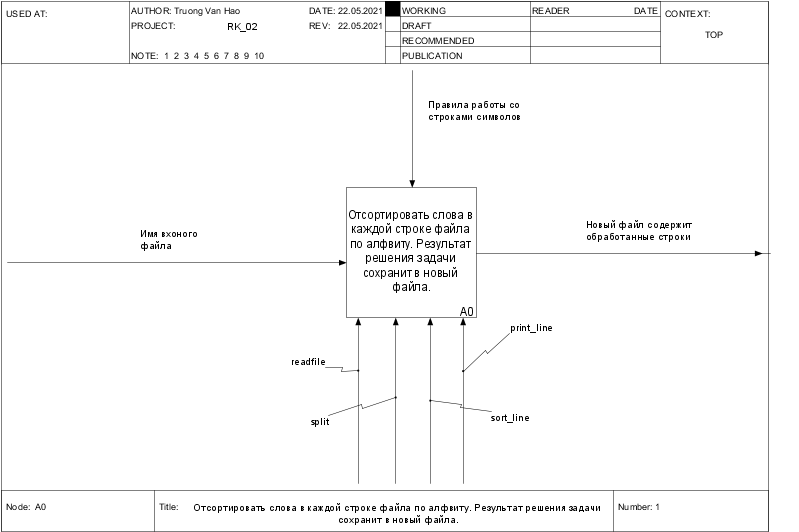 USED AT:
AUTHOR: Truong Van Hao
DATE: 22.05.2021
PROJECT: RK_02
REV: 22.05.2021
NOTE: 1 2 3 4 5 6 7 8 9 10
WORKING
DRAFT
RECOMMENDED
PUBLICATION
READER
DATE
CONTEXT:
TOP
Правила работы со
строками символов
Имя вхоного
файла
Отсортировать слова в
каждой строке файла
по алфвиту. Результат
решения задачи
сохранит в новый
файла.
A0
Новый файл содержит
обработанные строки
print_line
readfile
split
sort_line
Node: A0
Title: Отсортировать слова в каждой строке файла по алфвиту. Результат решения задачи
сохранит в новый файла.
Number: 1